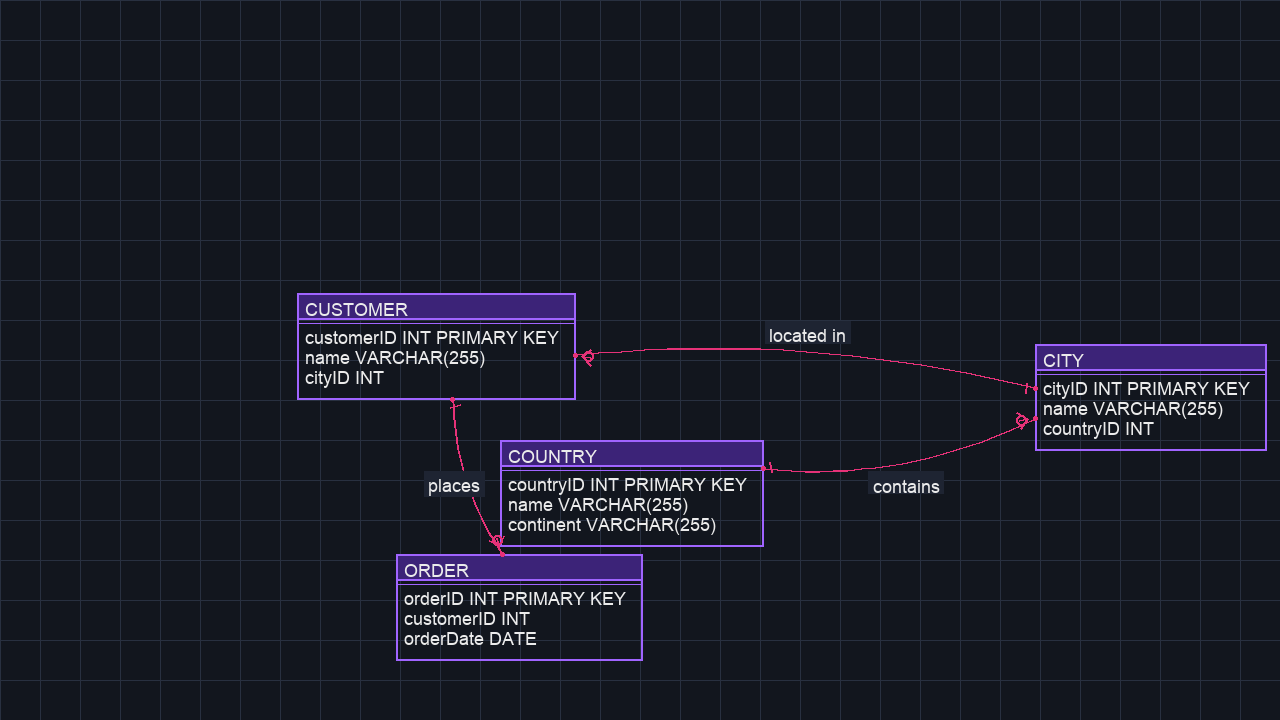 CUSTOMER
customerID INT PRIMARY KEY
name VARCHAR(255)
cityID INT
located in
CITY
cityID INT PRIMARY KEY
name VARCHAR(255)
countryID INT
places
COUNTRY
countryID INT PRIMARY KEY
name VARCHAR(255)
continent VARCHAR(255)
contains
ORDER
orderID INT PRIMARY KEY
customerID INT
orderDate DATE